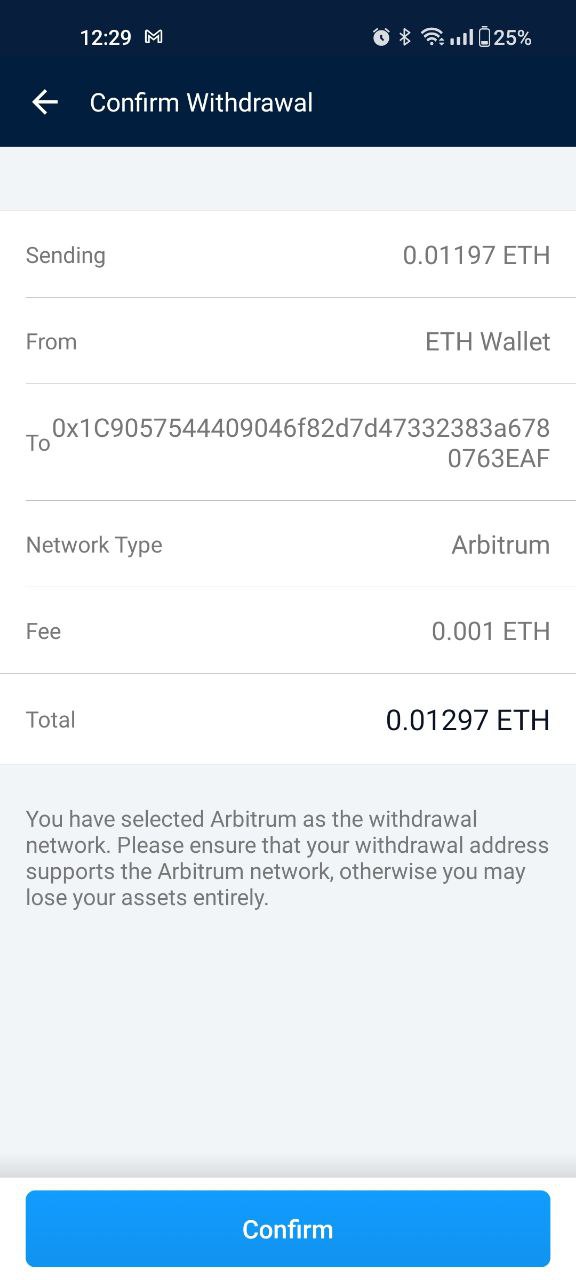 12:29 25%
Confirm Withdrawal
Sending 0.01197 ETH
From ETH Wallet
To 0x1C9057544409046f82d7d47332383a678
0763EAF
Network Type Arbitrum
Fee 0.001 ETH
Total 0.01297 ETH
You have selected Arbitrum as the withdrawal
network. Please ensure that your withdrawal address
supports the Arbitrum network, otherwise you may
lose your assets entirely.
Confirm